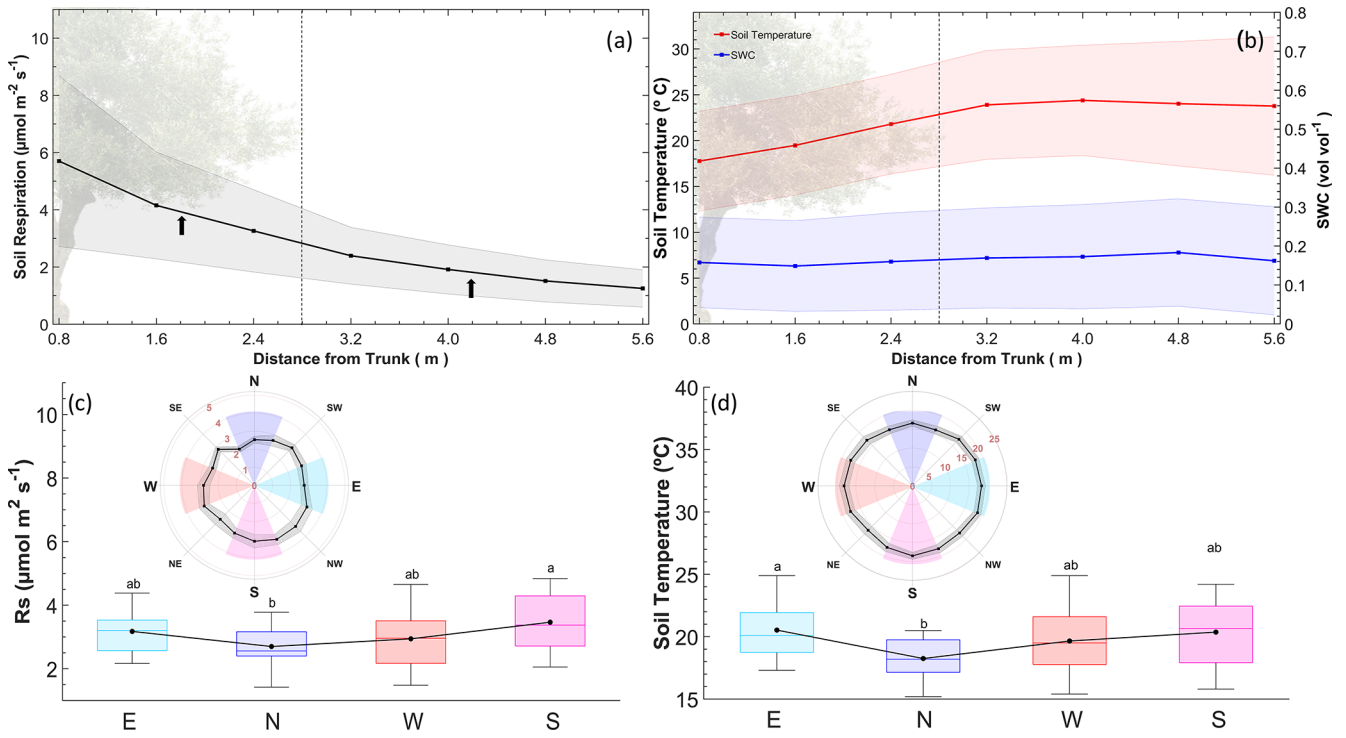 (a)
Soil Respiration (µmol m-2 s-1)
10
8
6
4
2
0
0.8 1.6 2.4 3.2 4.0 4.8 5.6
Distance from Trunk ( m )
(b)
Soil Temperature
SWC
Soil Temperature (º C)
30
25
20
15
10
5
0
SWC (vol vol-1)
0.8
0.7
0.6
0.5
0.4
0.3
0.2
0.1
0
0.8 1.6 2.4 3.2 4.0 4.8 5.6
Distance from Trunk ( m )
(c)
Rs (µmol m2 s-1)
10
8
6
4
2
N
SE SW
5
4
3
2
1
0
W E
NE NW
S
ab b ab a
E N W S
(d)
Soil Temperature (ºC)
40
35
30
25
20
15
N
SE SW
0 5 10 15 20 25
W E
NE NW
S
a b ab ab
E N W S